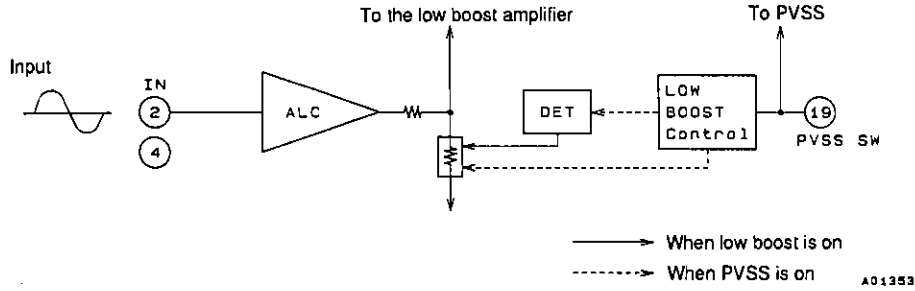 To the low boost amplifier
To PVSS
Input
IN
2
ALC
DET
LOW
BOOST
Control
19
PVSS SW
4
When low boost is on
When PVSS is on
A01353